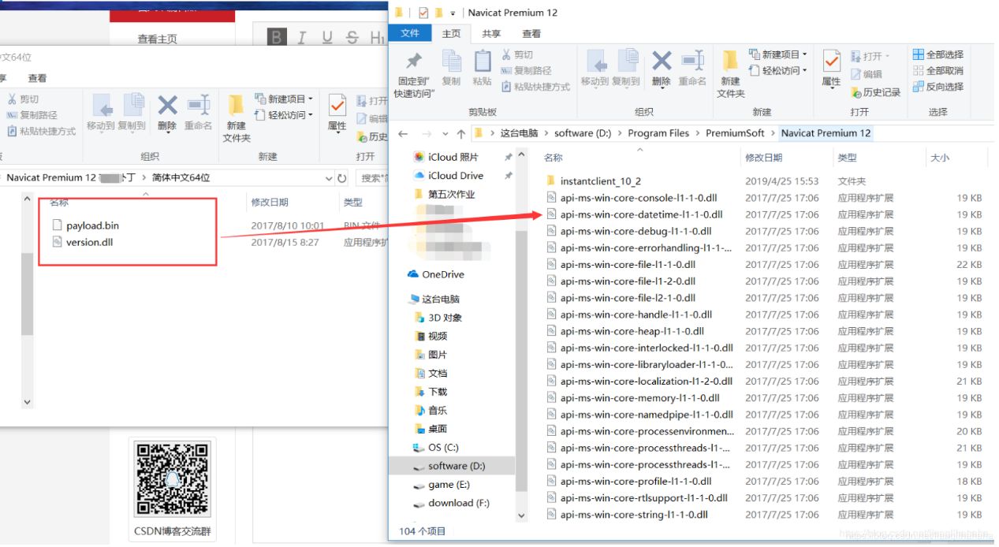 查看主页
B I U S H1
中文64位
享 查看
剪切
复制路径
粘贴快捷方式
移动到 复制到 删除 重命名
组织
新建
文件夹
新建项目
轻松访问
新建
属性
打开
编辑
历史
打开
Navicat Premium 12 丁 > 简体中文64位
搜索"简
名称 修改日期 类型
payload.bin 2017/8/10 10:01 BIN 文件
version.dll 2017/8/15 8:27 应用程序扩
CSDN博客交流群
Navicat Premium 12
文件 主页 共享 查看
固定到"
快速访问"
复制
粘贴
剪切
复制路径
粘贴快捷方式
剪贴板
移动到 复制到 删除 重命名
组织
新建
文件夹
新建项目
轻松访问
新建
属性
打开
编辑
历史记录
打开
全部选择
全部取消
反向选择
选择
这台电脑 > software (D:) > Program Files > PremiumSoft > Navicat Premium 12
iCloud 照片
iCloud Drive
第五次作业
OneDrive
这台电脑
3D 对象
视频
图片
文档
下载
音乐
桌面
OS (C:)
software (D:)
game (E:)
download (F:)
名称 修改日期 类型 大小
instantclient_10_2 2019/4/25 15:53 文件夹
api-ms-win-core-console-l1-1-0.dll 2017/7/25 17:06 应用程序扩展 19 KB
api-ms-win-core-datetime-l1-1-0.dll 2017/7/25 17:06 应用程序扩展 19 KB
api-ms-win-core-debug-l1-1-0.dll 2017/7/25 17:06 应用程序扩展 19 KB
api-ms-win-core-errorhandling-l1-1-... 2017/7/25 17:06 应用程序扩展 19 KB
api-ms-win-core-file-l1-1-0.dll 2017/7/25 17:06 应用程序扩展 22 KB
api-ms-win-core-file-l1-2-0.dll 2017/7/25 17:06 应用程序扩展 19 KB
api-ms-win-core-file-l2-1-0.dll 2017/7/25 17:06 应用程序扩展 19 KB
api-ms-win-core-handle-l1-1-0.dll 2017/7/25 17:06 应用程序扩展 19 KB
api-ms-win-core-heap-l1-1-0.dll 2017/7/25 17:06 应用程序扩展 19 KB
api-ms-win-core-interlocked-l1-1-0.dll 2017/7/25 17:06 应用程序扩展 19 KB
api-ms-win-core-libraryloader-l1-1-0... 2017/7/25 17:06 应用程序扩展 19 KB
api-ms-win-core-localization-l1-2-0.dll 2017/7/25 17:06 应用程序扩展 21 KB
api-ms-win-core-memory-l1-1-0.dll 2017/7/25 17:06 应用程序扩展 19 KB
api-ms-win-core-namedpipe-l1-1-0.dll 2017/7/25 17:06 应用程序扩展 19 KB
api-ms-win-core-processenvironmen... 2017/7/25 17:06 应用程序扩展 20 KB
api-ms-win-core-processthreads-l1-... 2017/7/25 17:06 应用程序扩展 21 KB
api-ms-win-core-processthreads-l1-... 2017/7/25 17:06 应用程序扩展 19 KB
api-ms-win-core-profile-l1-1-0.dll 2017/7/25 17:06 应用程序扩展 18 KB
api-ms-win-core-rtlsupport-l1-1-0.dll 2017/7/25 17:06 应用程序扩展 19 KB
api-ms-win-core-string-l1-1-0.dll 2017/7/25 17:06 应用程序扩展 19 KB
104 个项目